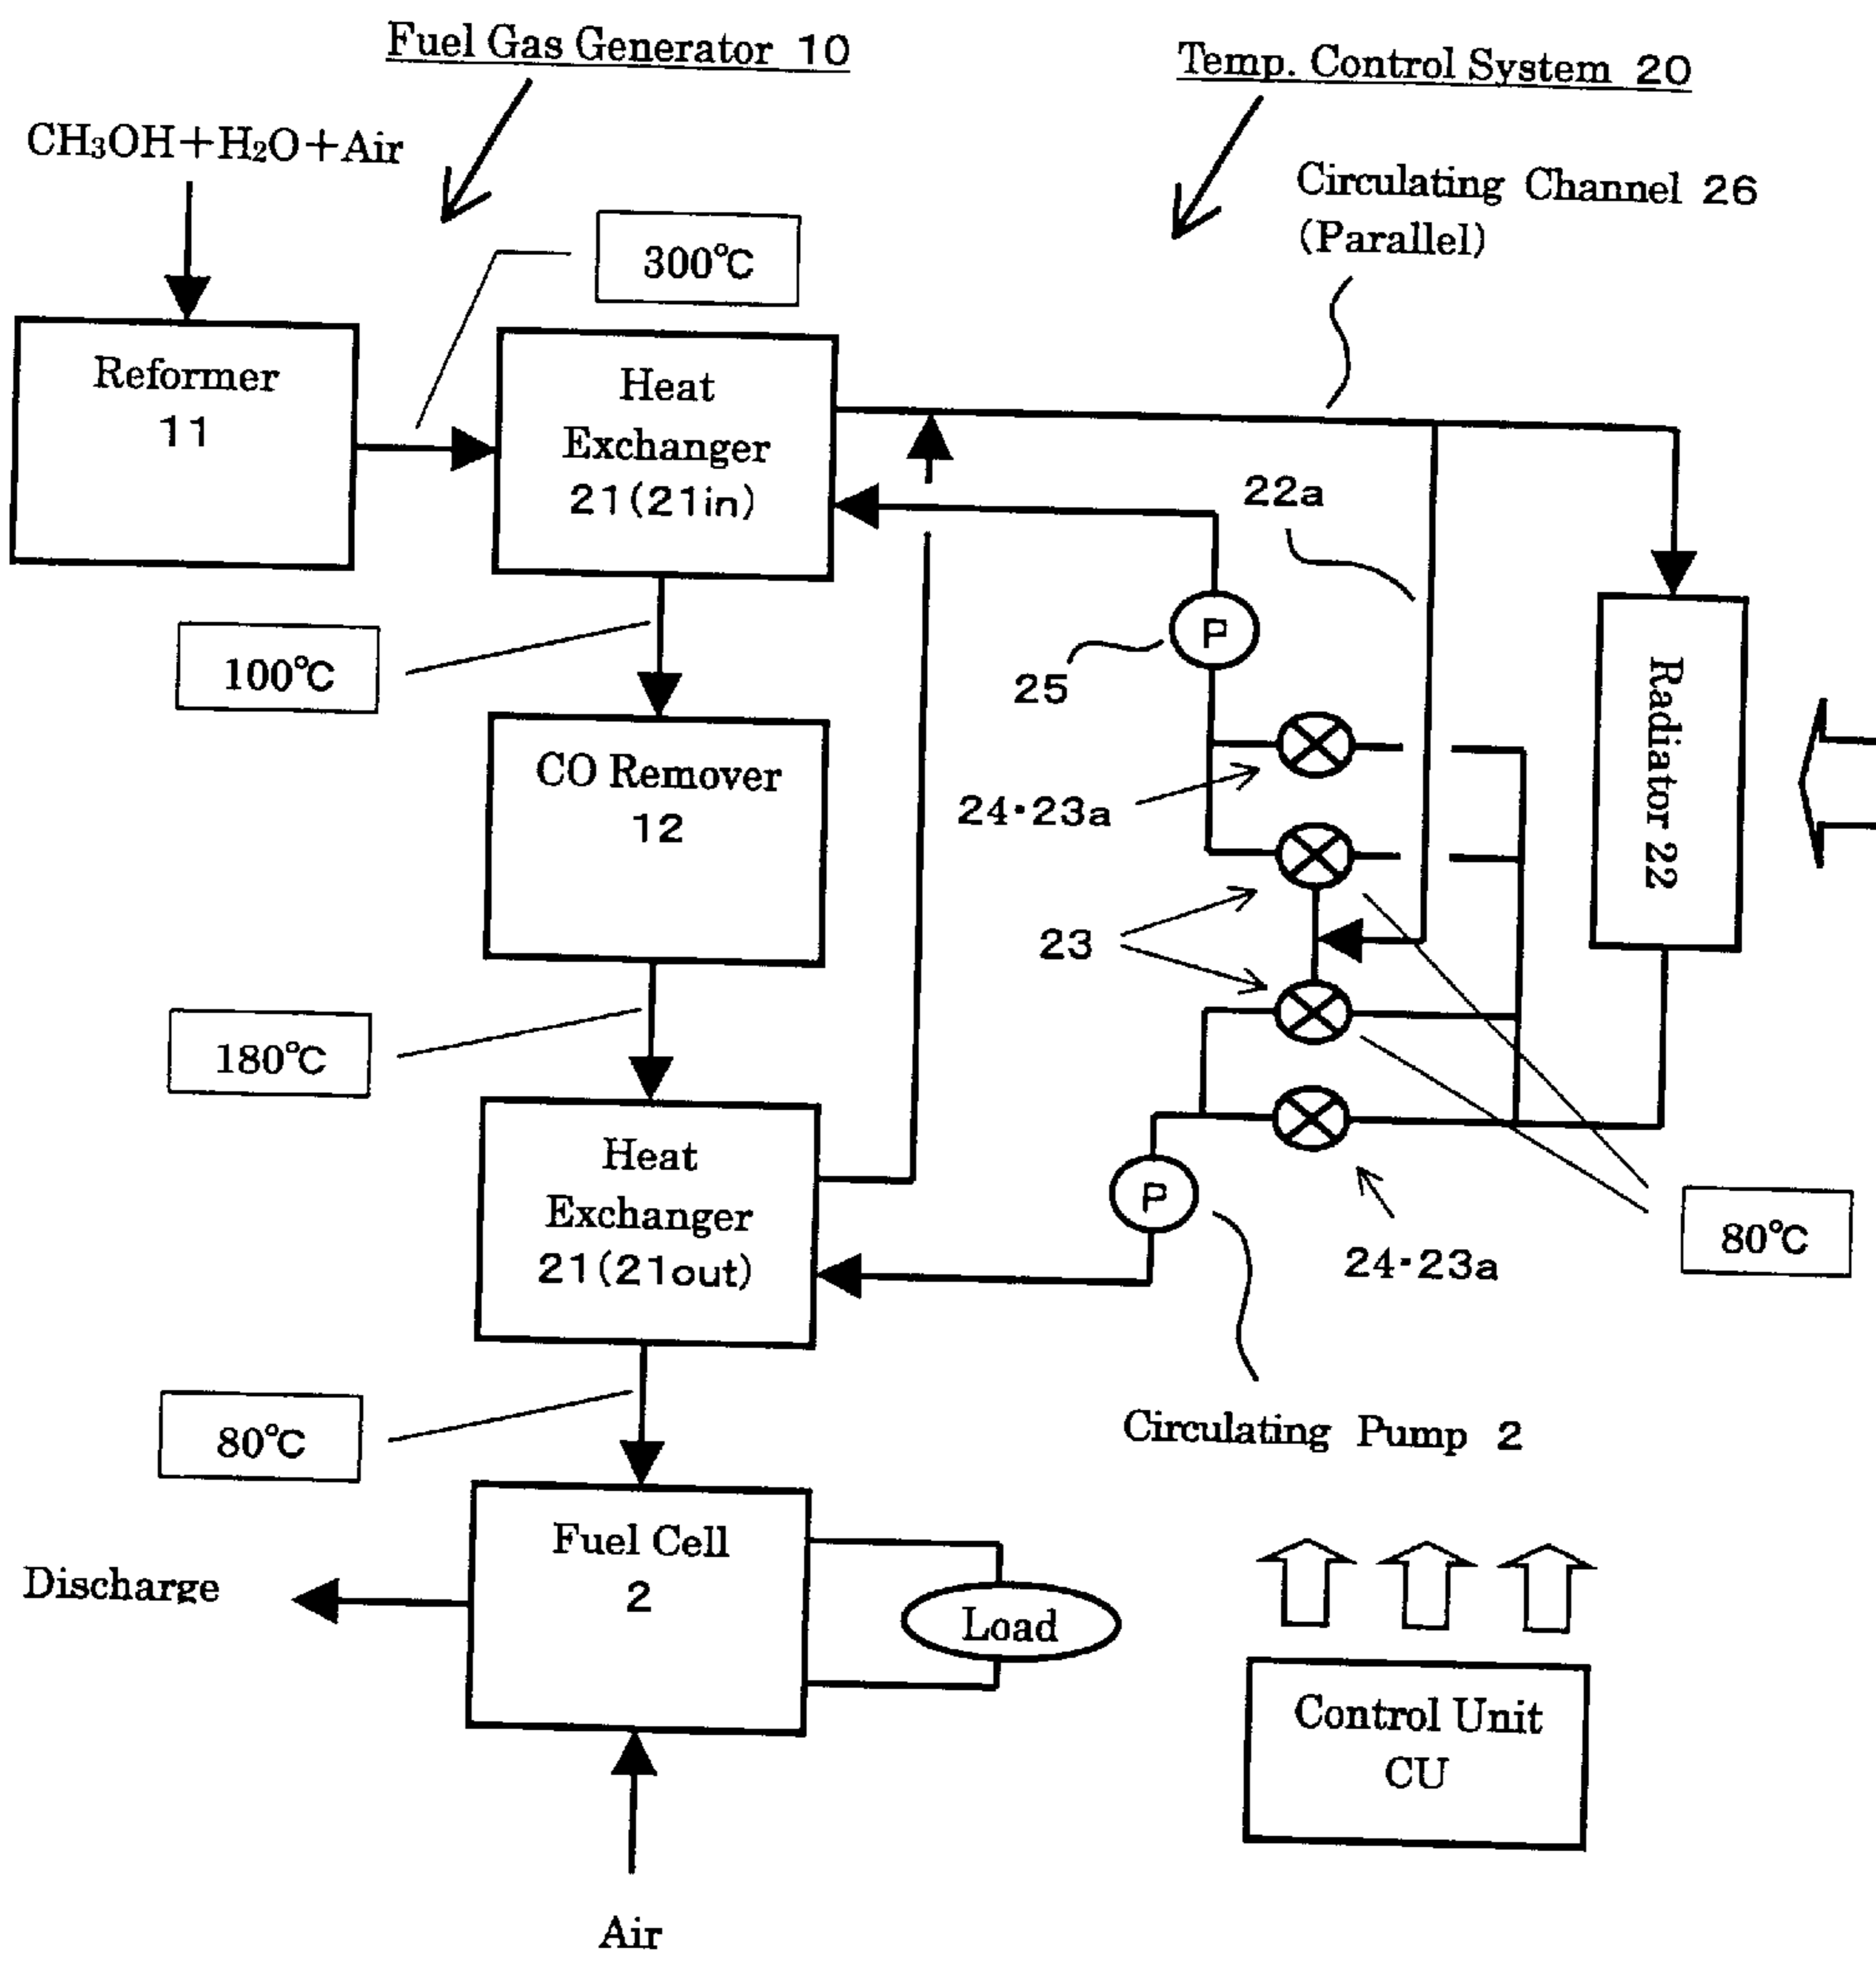 Fuel Gas Generator 10
Temp. Control System 20
CH₃OH+H₂O+Air
Circulating Channel 26
(Parallel)
300℃
Reformer
11
Heat
Exchanger
21(21in)
22a
100℃
P
25
Radiator 22
CO Remover
12
24・23a
23
180℃
Heat
Exchanger
21(21out)
P
24・23a
80℃
80℃
Circulating Pump 2
Fuel Cell
2
Discharge
Load
Control Unit
CU
Air